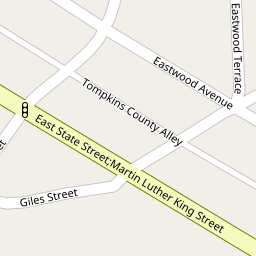 Eastwood Terrace
Eastwood Avenue
Tompkins County Alley
East State Street;Martin Luther King Street
Giles Street